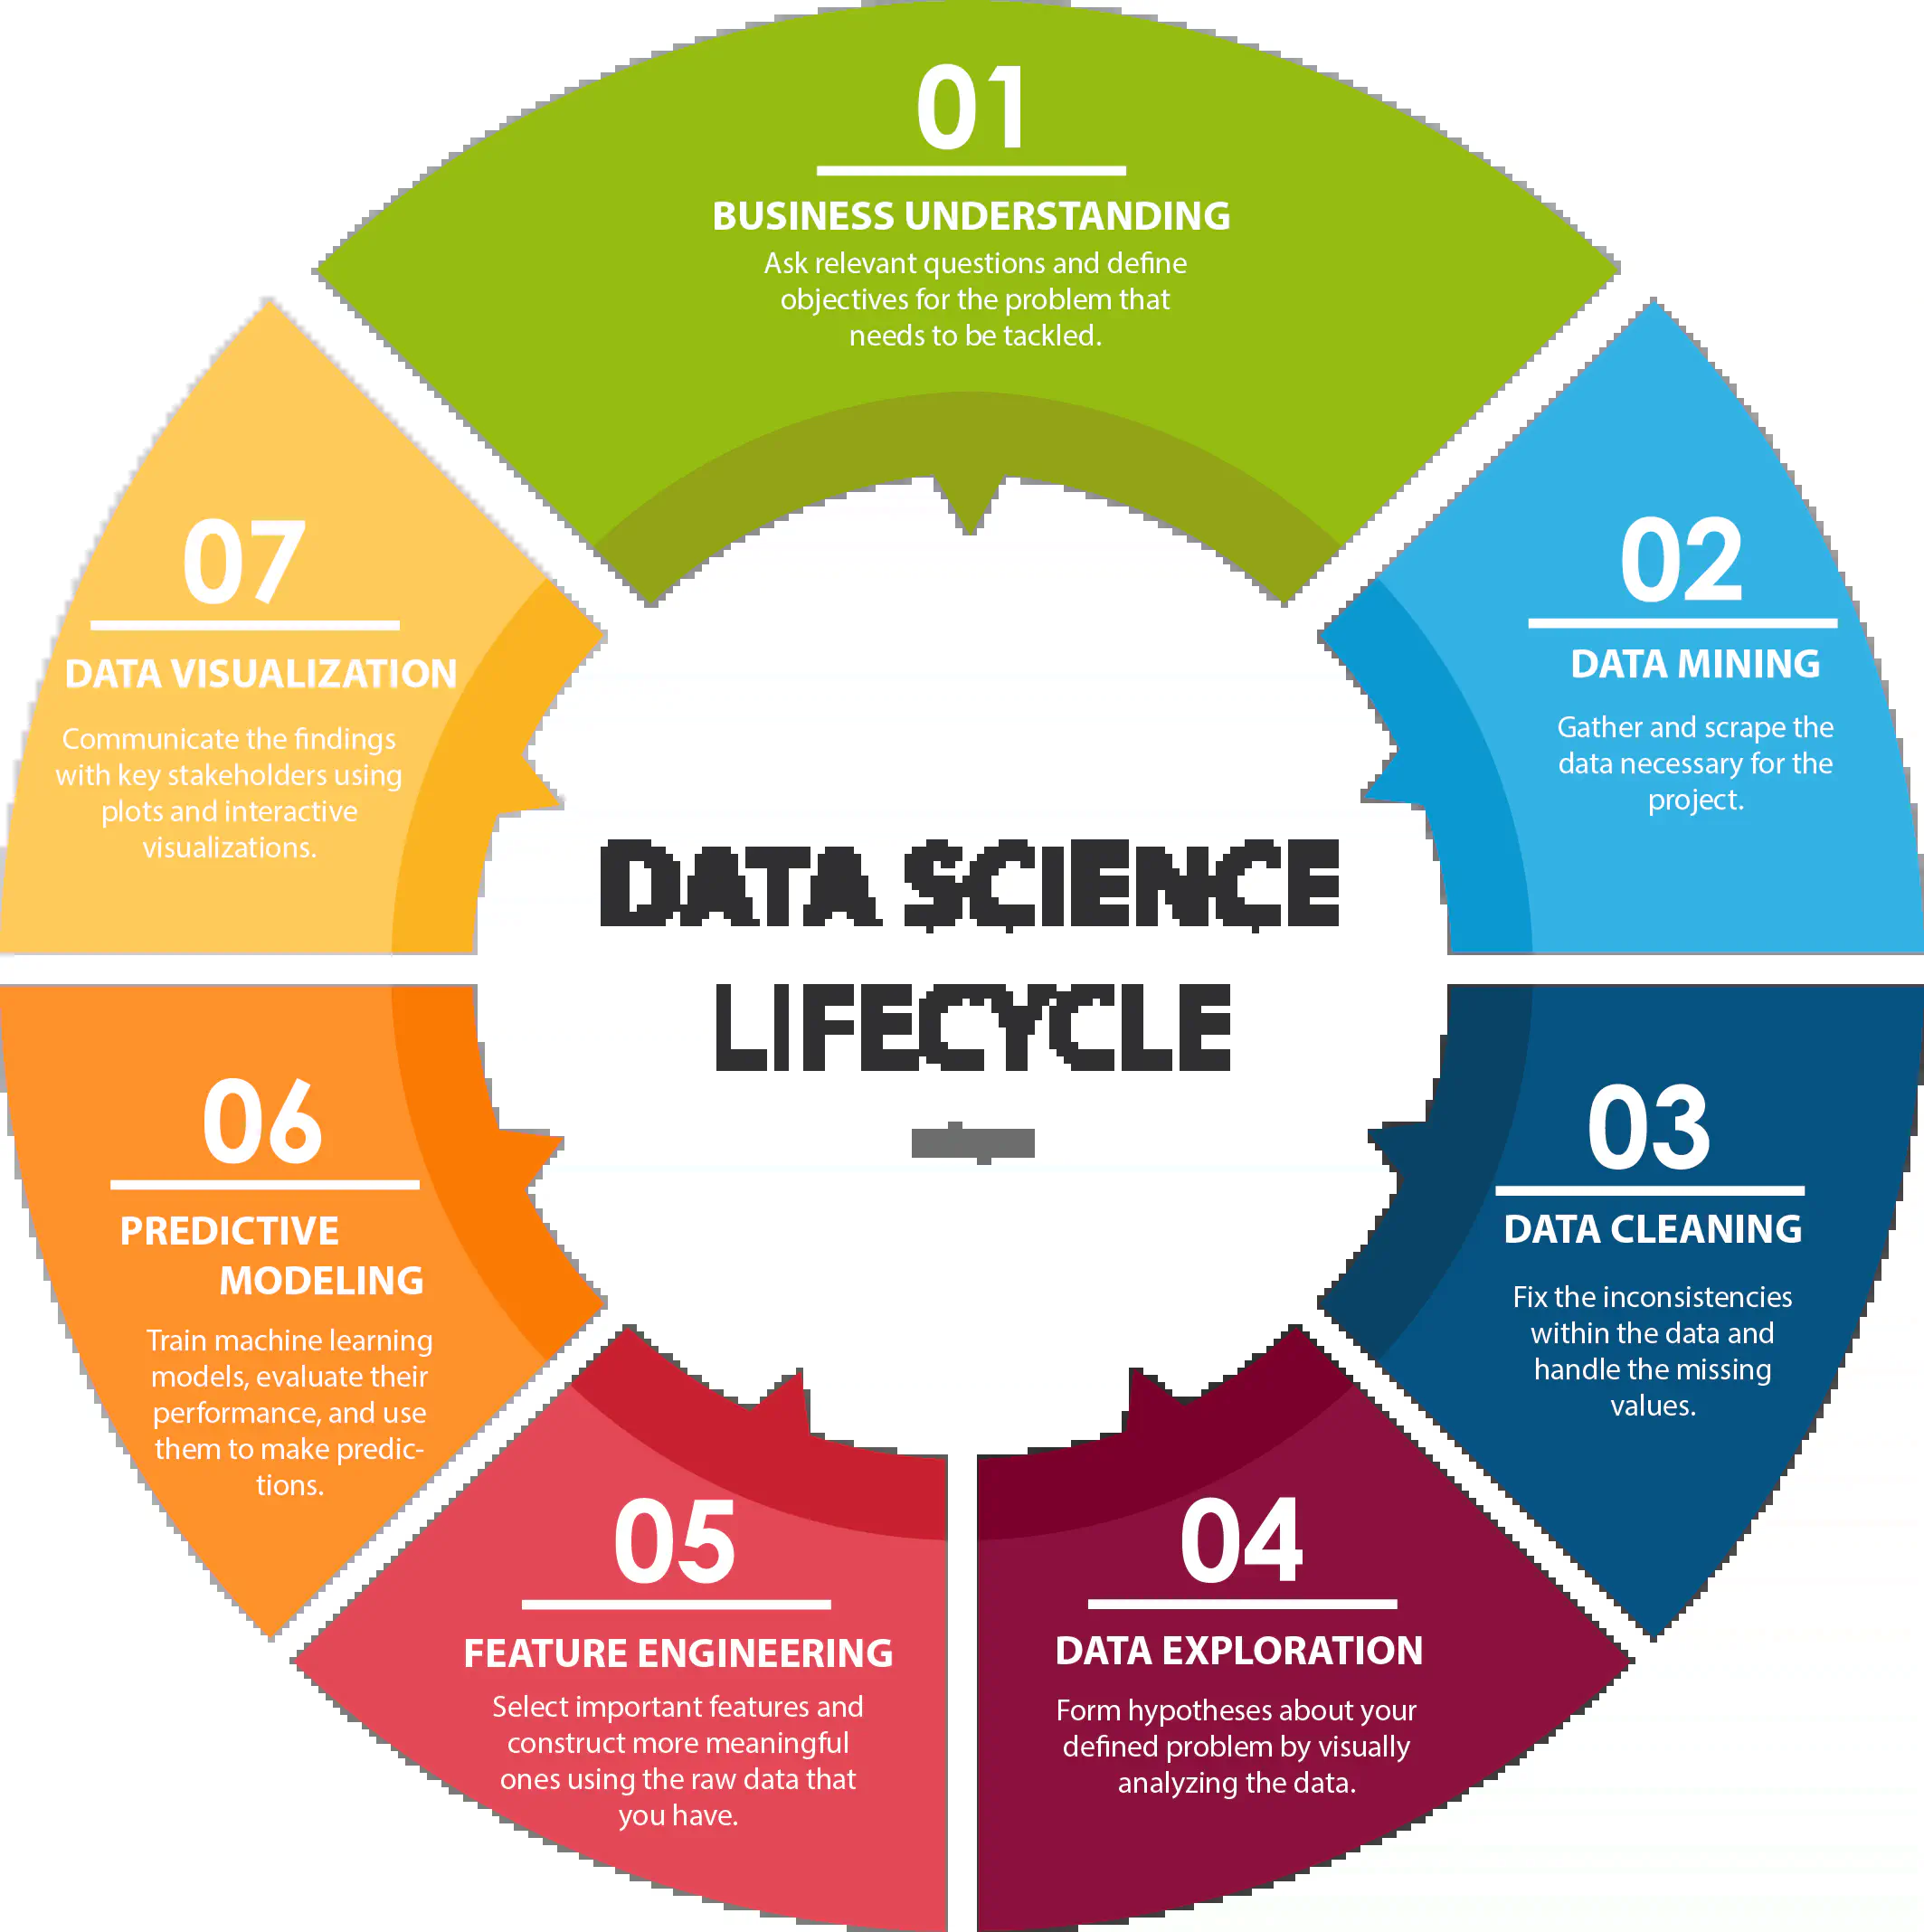 01
BUSINESS UNDERSTANDING
Ask relevant questions and define
objectives for the problem that
needs to be tackled.
02
DATA MINING
Gather and scrape the
data necessary for the
project.
03
DATA CLEANING
Fix the inconsistencies
within the data and
handle the missing
values.
04
DATA EXPLORATION
Form hypotheses about your
defined problem by visually
analyzing the data.
05
FEATURE ENGINEERING
Select important features and
construct more meaningful
ones using the raw data that
you have.
06
PREDICTIVE
MODELING
Train machine learning
models, evaluate their
performance, and use
them to make predic-
tions.
07
DATA VISUALIZATION
Communicate the findings
with key stakeholders using
plots and interactive
visualizations.
DATA SCIENCE
LIFECYCLE